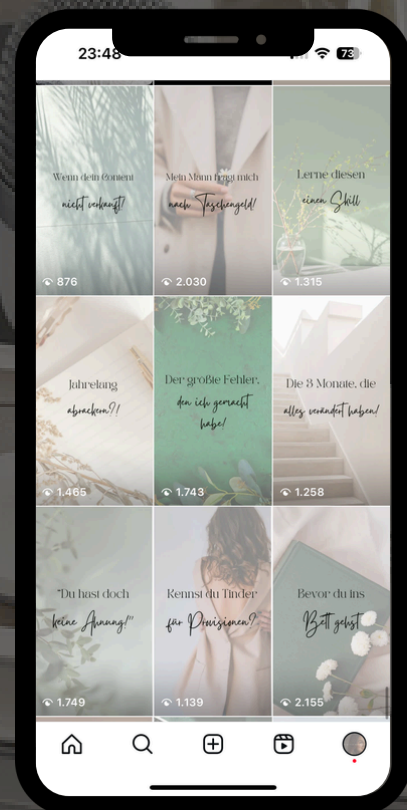 23:48
73
Wenn dein Content
nicht verkauft!
876
Mein Mann fragt mich
nach Taschengeld!
2.030
Lerne diesen
einen Skill
1.315
Jahrelang
abrackern?!
1.465
Der größte Fehler,
den ich gemacht
habe!
1.743
Die 3 Monate, die
alles verändert haben!
1.258
"Du hast doch
keine Ahnung!"
1.749
Kennst du Tinder
für Provisionen?
1.139
Bevor du ins
Bett gehst
2.155